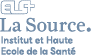 La Source.
Institut et Haute
Ecole de la Santé